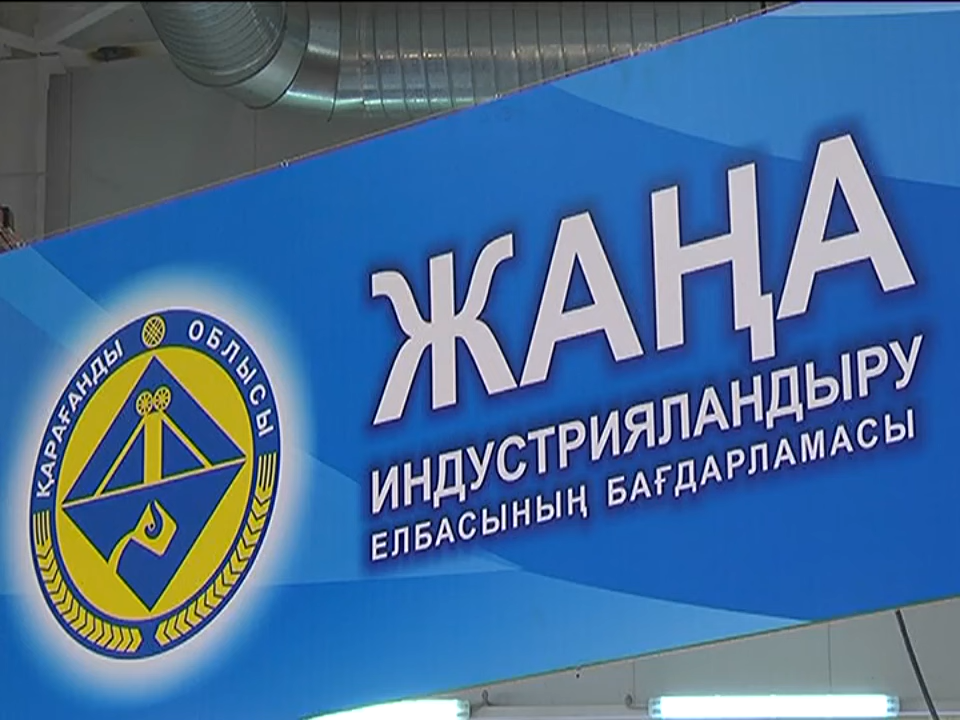 ҚАРАҒАНДЫ ОБЛЫСЫ
ЖАҢА
ИНДУСТРИЯЛАНДЫРУ
ЕЛБАСЫНЫҢ БАҒДАРЛАМАСЫ